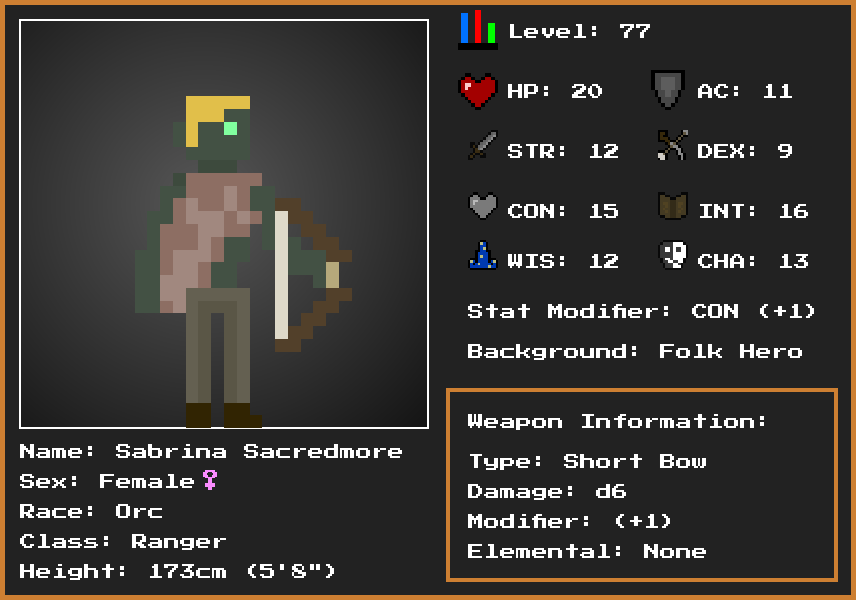 Level: 77
HP: 20 AC: 11
STR: 12 DEX: 9
CON: 15 INT: 16
WIS: 12 CHA: 13
Stat Modifier: CON (+1)
Background: Folk Hero
Weapon Information:
Type: Short Bow
Damage: d6
Modifier: (+1)
Elemental: None
Name: Sabrina Sacredmore
Sex: Female♀
Race: Orc
Class: Ranger
Height: 173cm (5'8")